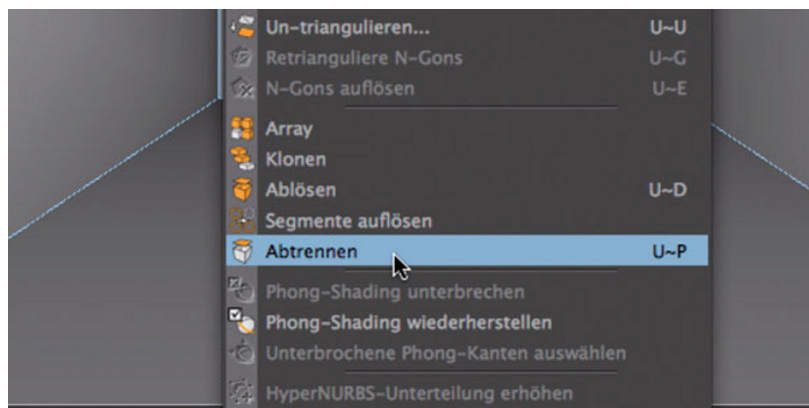 Un-triangulieren... U~U
Retrianguliere N-Gons U~G
N-Gons auflösen U~E
Array
Klonen
Ablösen U~D
Segmente auflösen
Abtrennen U~P
Phong-Shading unterbrechen
Phong-Shading wiederherstellen
Unterbrochene Phong-Kanten auswählen
HyperNURBS-Unterteilung erhöhen